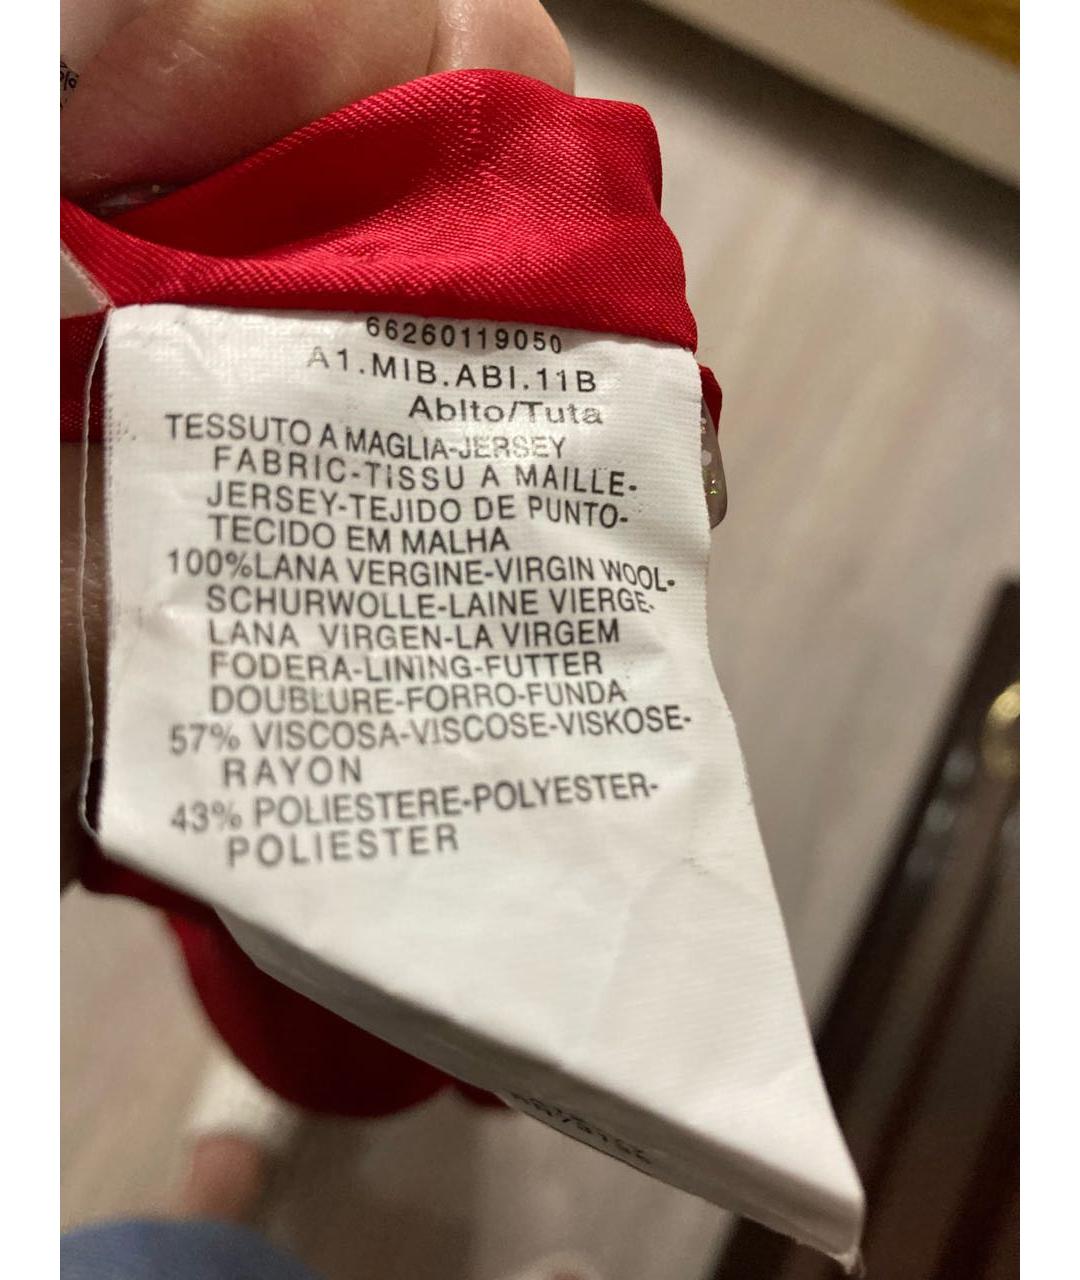 66260119050
A1.MIB.ABI.11B
Abito/Tuta
TESSUTO A MAGLIA-JERSEY
FABRIC-TISSU A MAILLE-
JERSEY-TEJIDO DE PUNTO-
TECIDO EM MALHA
100%LANA VERGINE-VIRGIN WOOL-
SCHURWOLLE-LAINE VIERGE-
LANA VIRGEN-LA VIRGEM
FODERA-LINING-FUTTER
DOUBLURE-FORRO-FUNDA
57% VISCOSA-VISCOSE-VISKOSE-
RAYON
43% POLIESTERE-POLYESTER-
POLIESTER